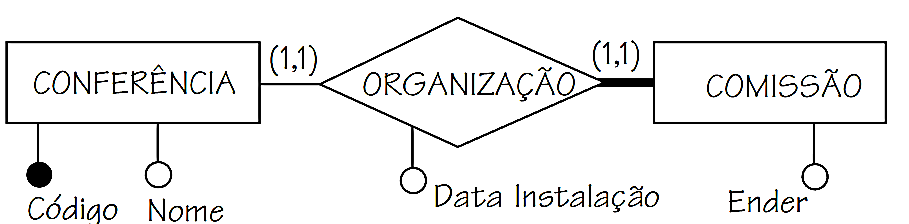 (1,1)
(1,1)
CONFERÊNCIA
ORGANIZAÇÃO
COMISSÃO
Código
Nome
Data Instalação
Ender